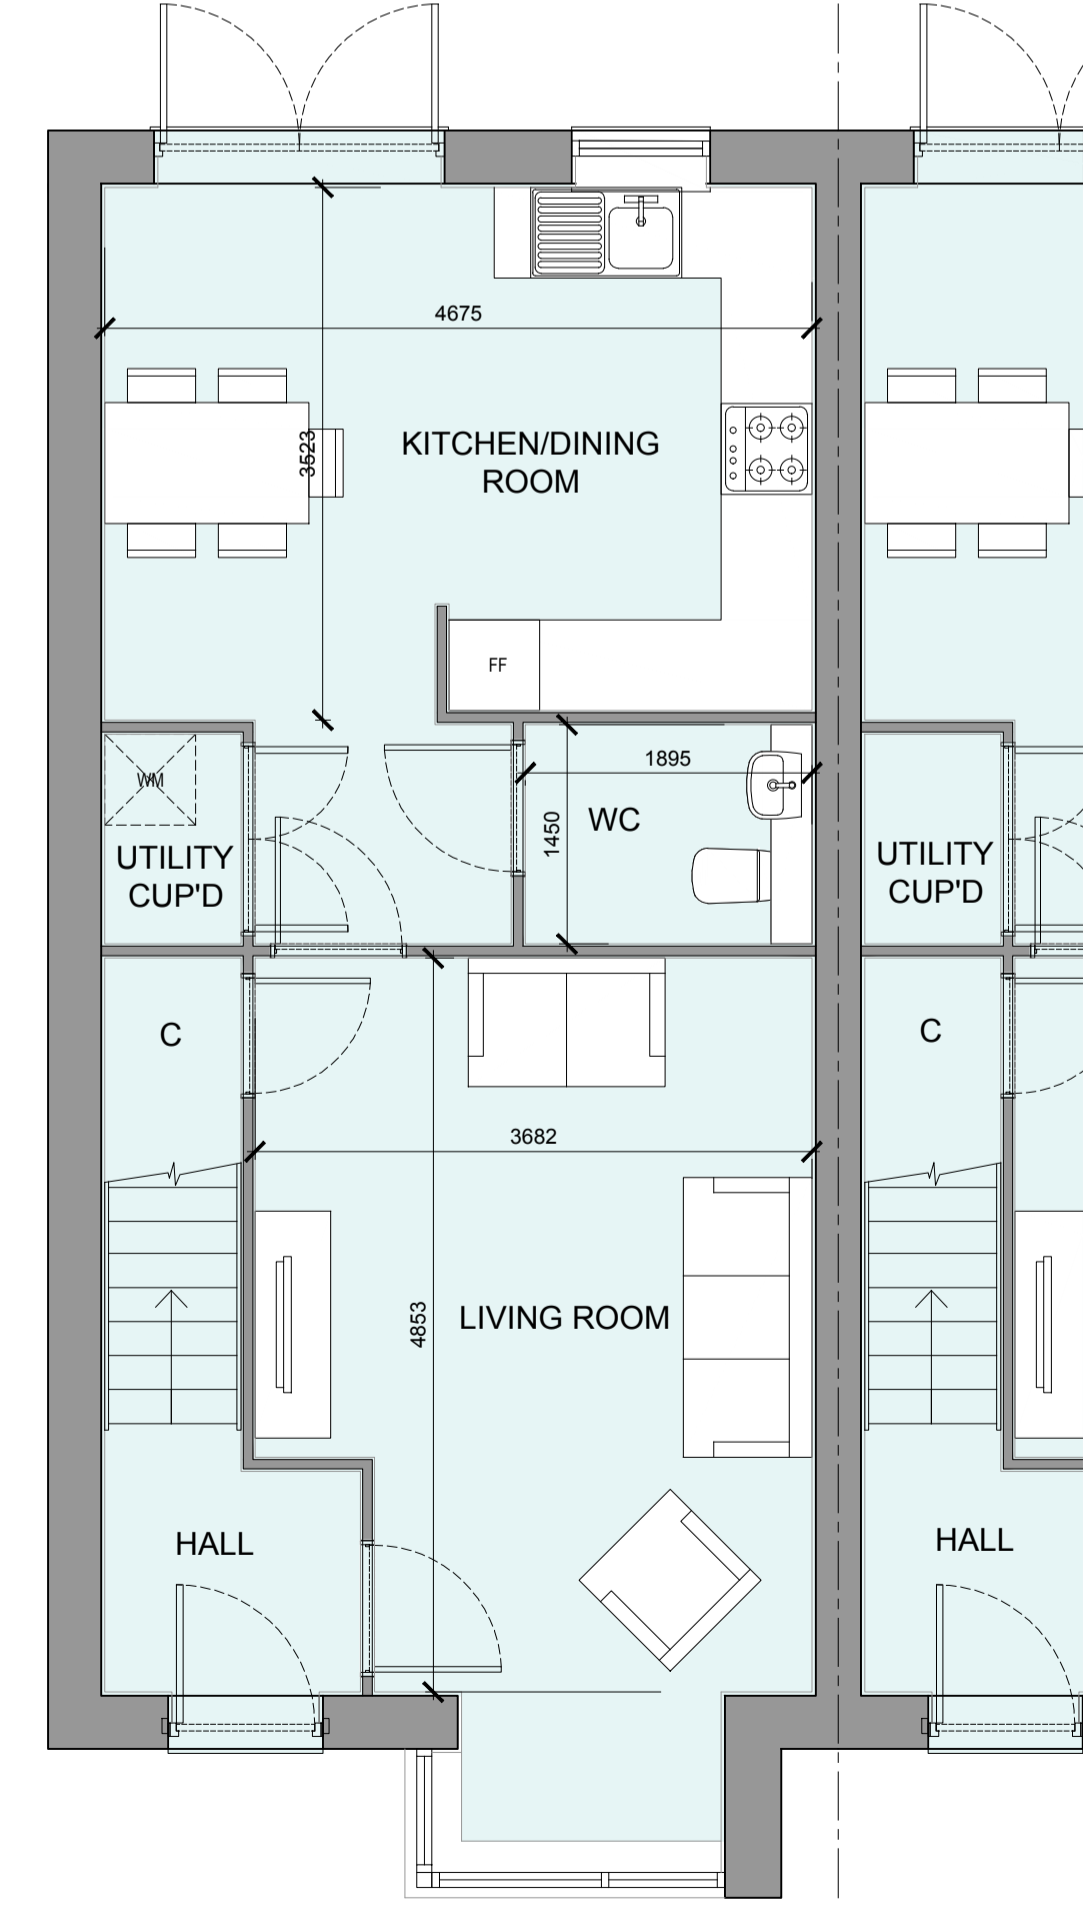 4675
3523
KITCHEN/DINING
ROOM
FF
WM
1895
1450
WC
UTILITY
CUP'D
UTILITY
CUP'D
C
C
3682
4853
LIVING ROOM
HALL
HALL